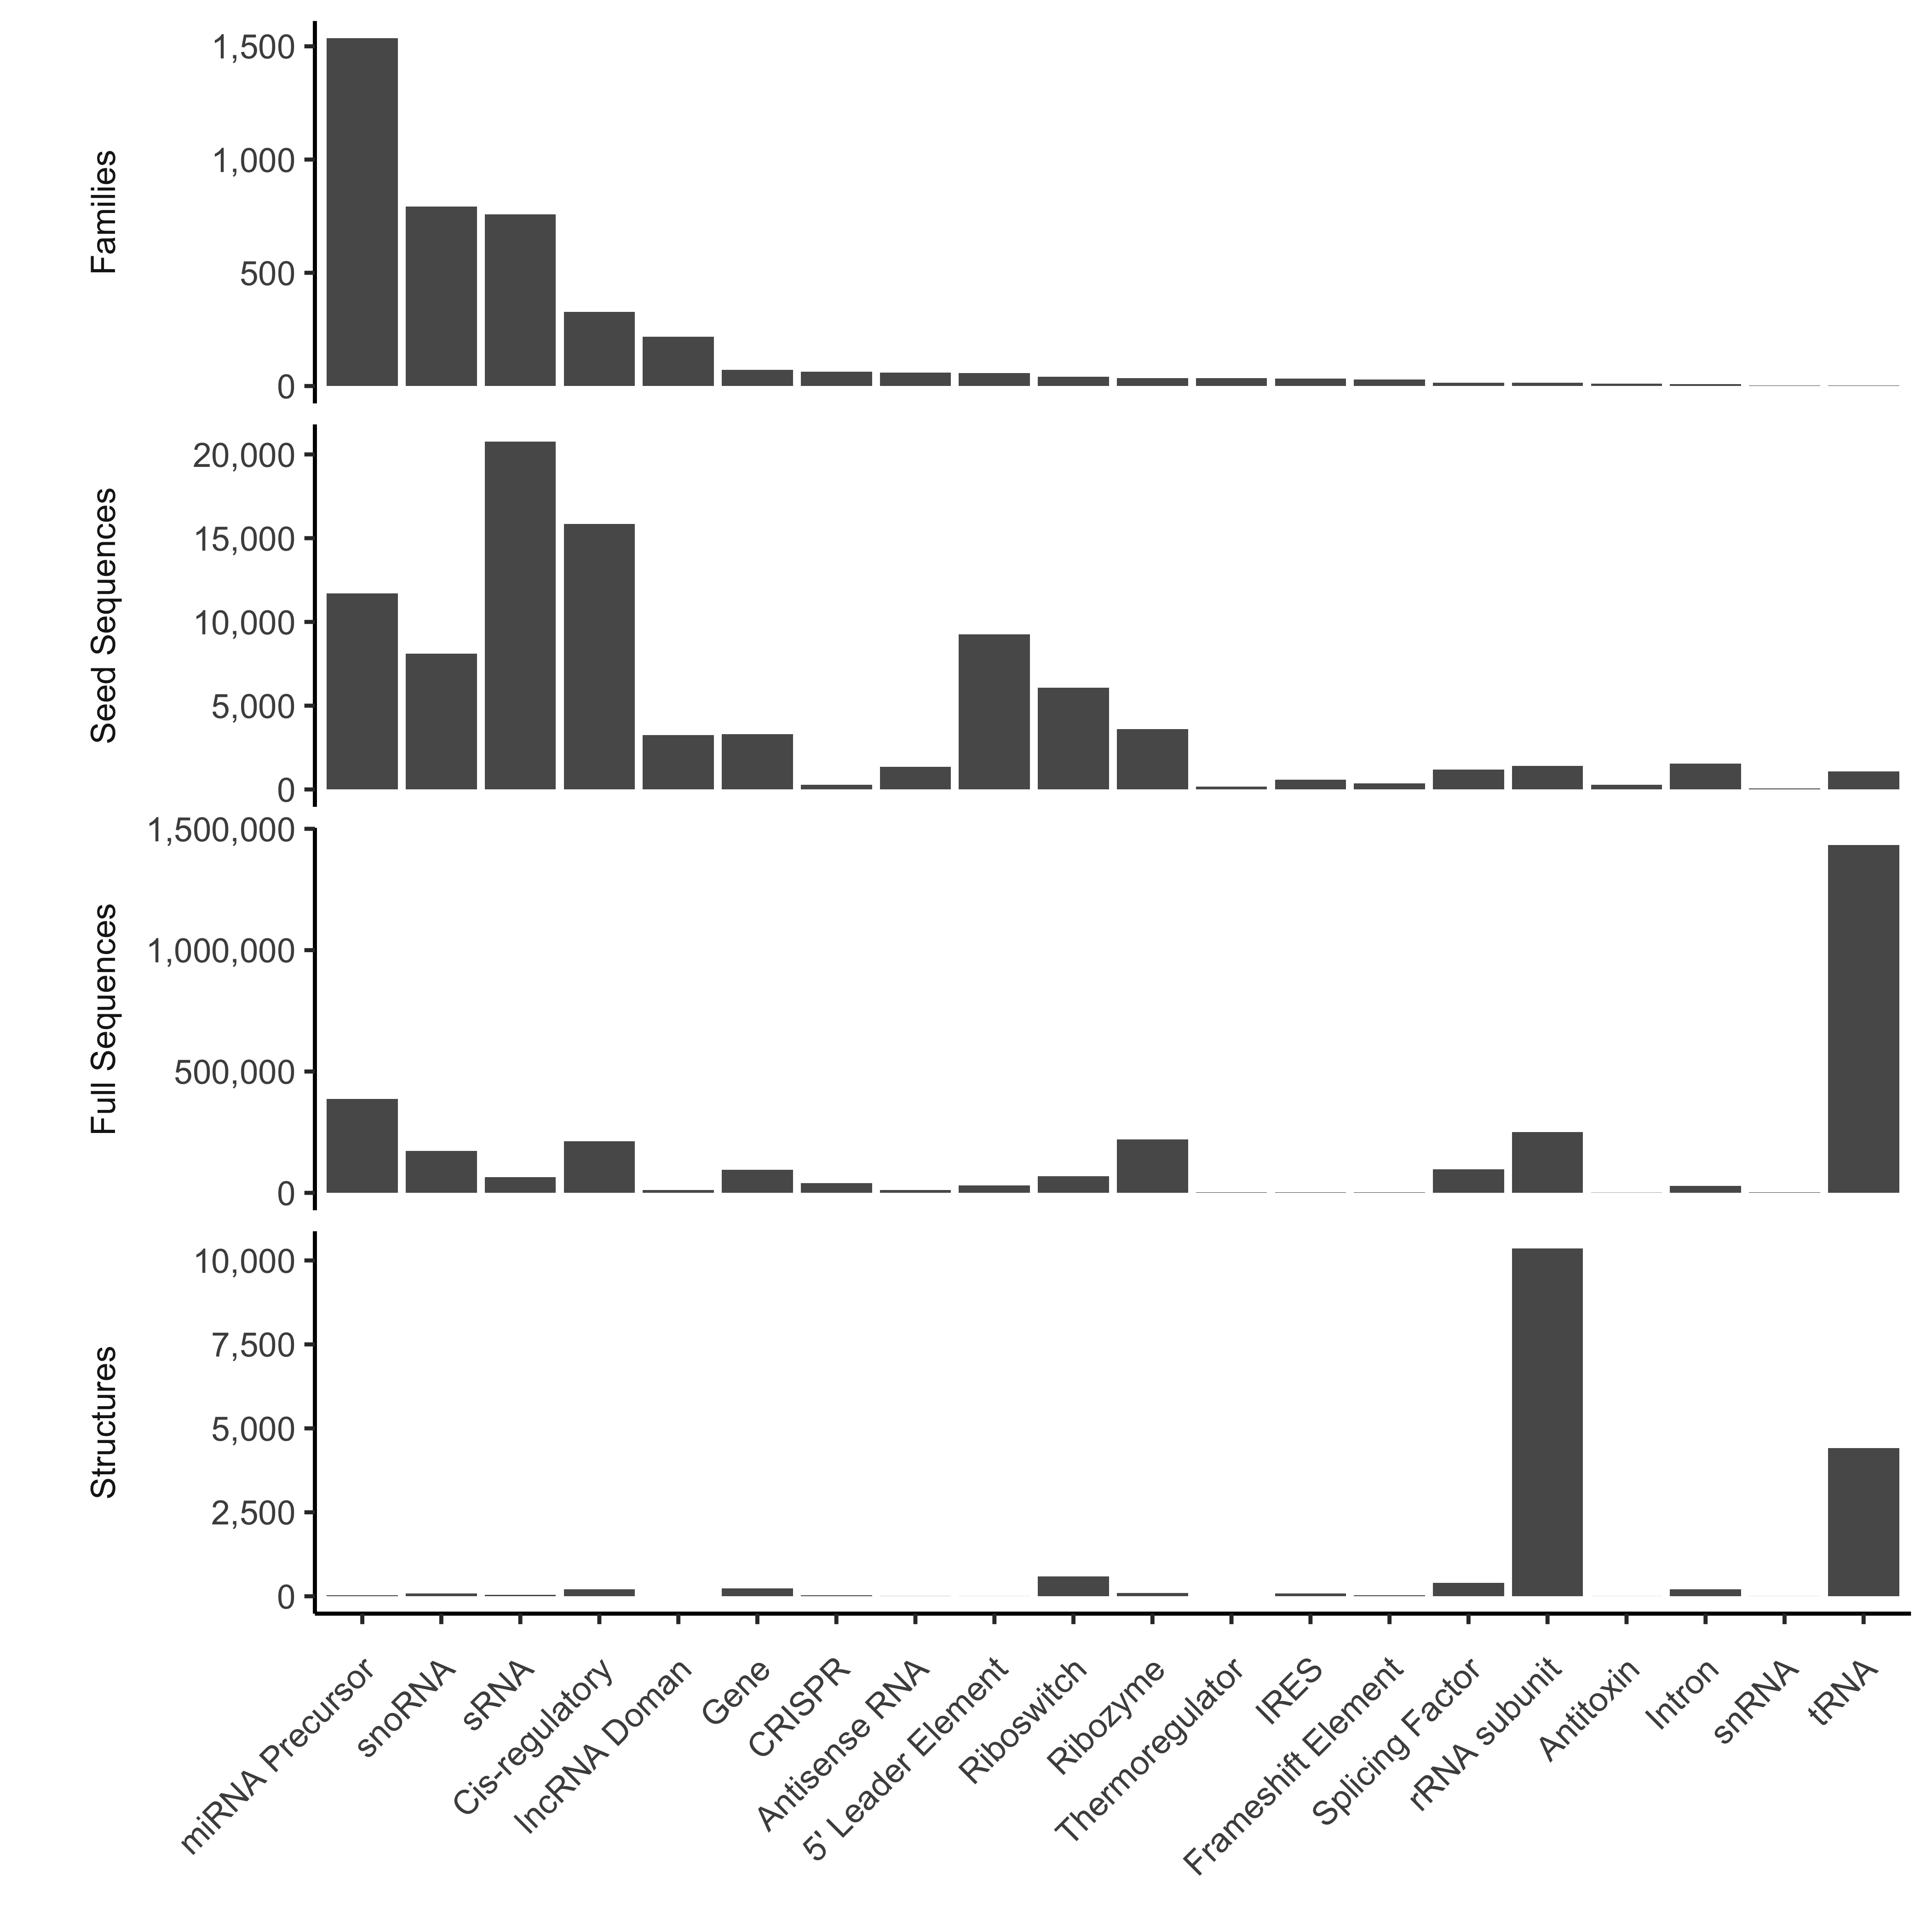 Families
1,500
1,000
500
0
Seed Sequences
20,000
15,000
10,000
5,000
0
Full Sequences
1,500,000
1,000,000
500,000
0
Structures
10,000
7,500
5,000
2,500
0
miRNA Precursor
snoRNA
sRNA
Cis-regulatory
lncRNA Doman
Gene
CRISPR
Antisense RNA
5' Leader Element
Riboswitch
Ribozyme
Thermoregulator
IRES
Frameshift Element
Splicing Factor
rRNA subunit
Antitoxin
Intron
snRNA
tRNA